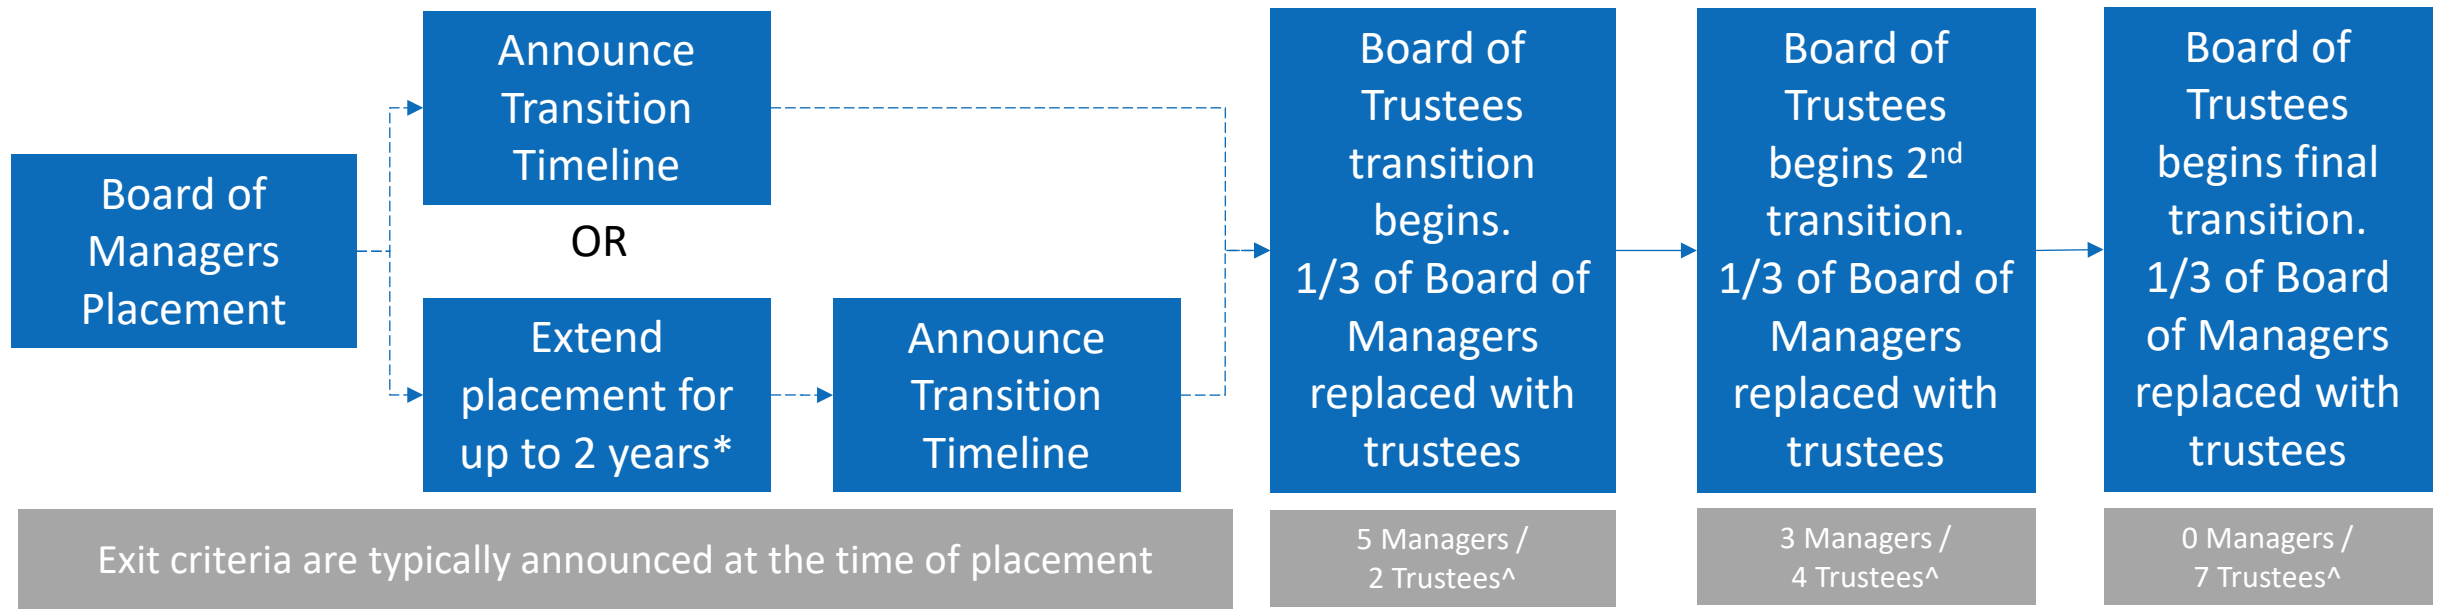 Board of
Managers
Placement
Announce
Transition
Timeline
OR
Extend
placement for
up to 2 years*
Announce
Transition
Timeline
Board of
Trustees
transition
begins.
1/3 of Board of
Managers
replaced with
trustees
Board of
Trustees
begins 2nd
transition.
1/3 of Board of
Managers
replaced with
trustees
Board of
Trustees
begins final
transition.
1/3 of Board
of Managers
replaced with
trustees
Exit criteria are typically announced at the time of placement
5 Managers /
2 Trustees^
3 Managers /
4 Trustees^
0 Managers /
7 Trustees^